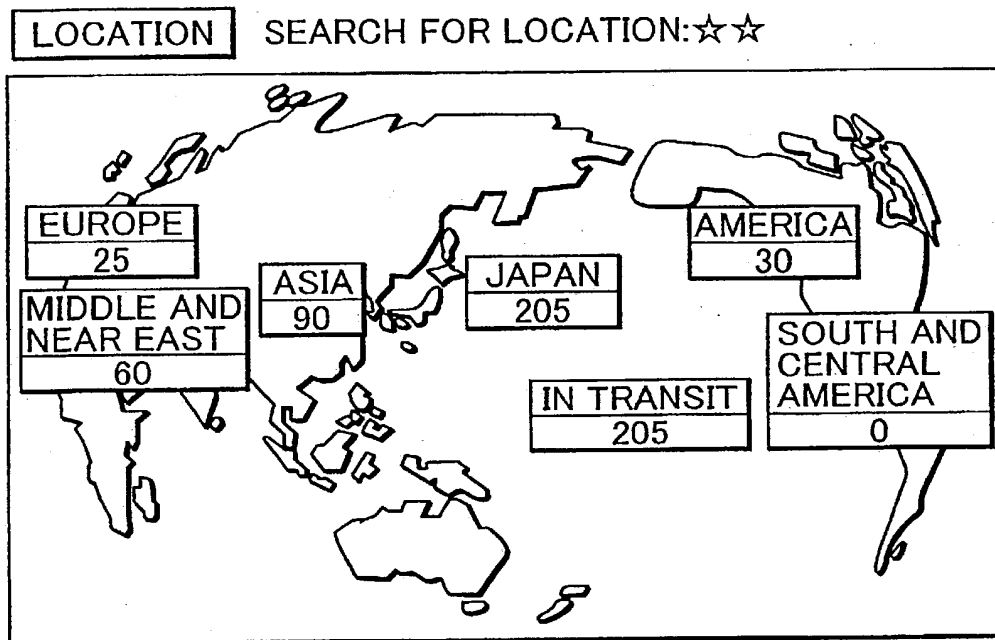 LOCATION SEARCH FOR LOCATION:☆☆
EUROPE
25
MIDDLE AND
NEAR EAST
60
ASIA
90
JAPAN
205
IN TRANSIT
205
AMERICA
30
SOUTH AND
CENTRAL
AMERICA
0